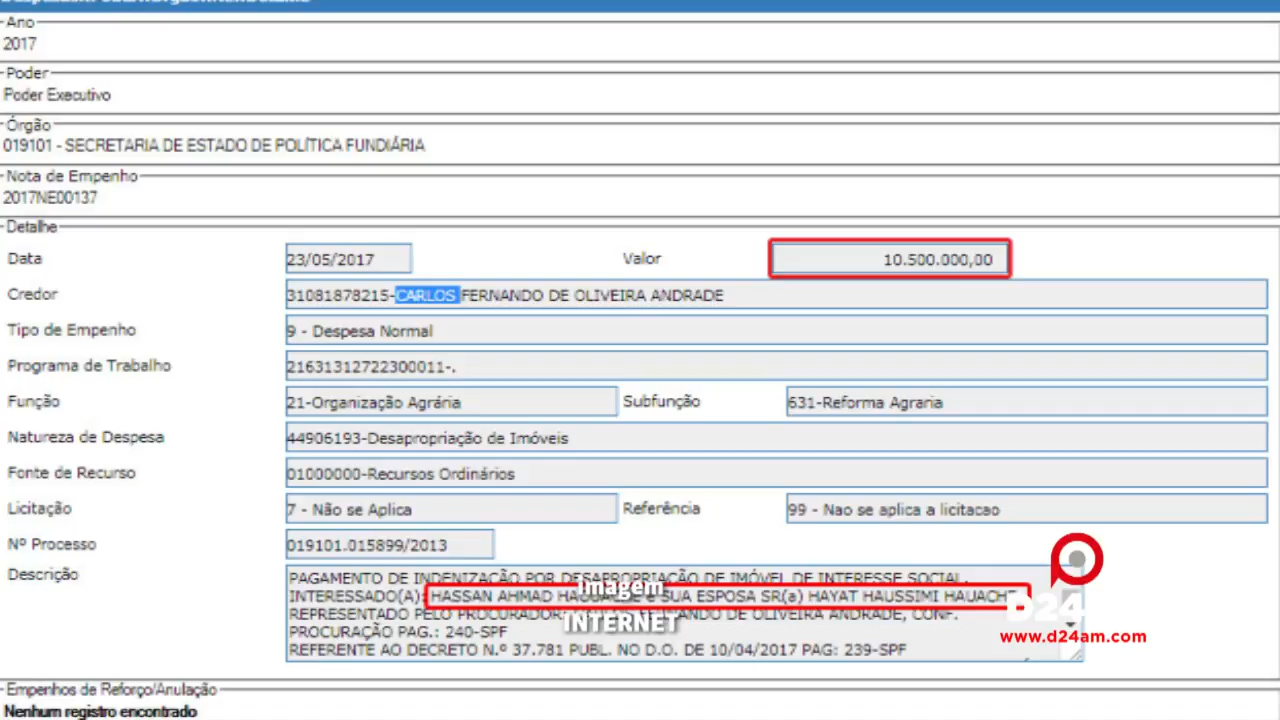 Ano
2017
Poder
Poder Executivo
Órgão
019101 - SECRETARIA DE ESTADO DE POLÍTICA FUNDIÁRIA
Nota de Empenho
2017NE00137
Detalhe
Data 23/05/2017 Valor 10.500.000,00
Credor 31081878215-CARLOS FERNANDO DE OLIVEIRA ANDRADE
Tipo de Empenho 9 - Despesa Normal
Programa de Trabalho 21631312722300011-.
Função 21-Organização Agrária Subfunção 631-Reforma Agraria
Natureza de Despesa 44906193-Desapropriação de Imóveis
Fonte de Recurso 01000000-Recursos Ordinários
Licitação 7 - Não se Aplica Referência 99 - Nao se aplica a licitacao
Nº Processo 019101.015899/2013
Descrição PAGAMENTO DE INDENIZAÇÃO POR DESAPROPRIAÇÃO DE IMÓVEL DE INTERESSE SOCIAL.
INTERESSADO(A): HASSAN AHMAD SUA ESPOSA SR(a) HAYAT HAUSSIMI
REPRESENTADO PELO PROCURADOR: FERNANDO DE OLIVEIRA ANDRADE, CONF.
PROCURAÇÃO PAG.: 240-SPF
REFERENTE AO DECRETO N.º 37.781 PUBL. NO D.O. DE 10/04/2017 PAG: 239-SPF
Imagem
INTERNET
D24
www.d24am.com
Empenhos de Reforço/Anulação
Nenhum registro encontrado